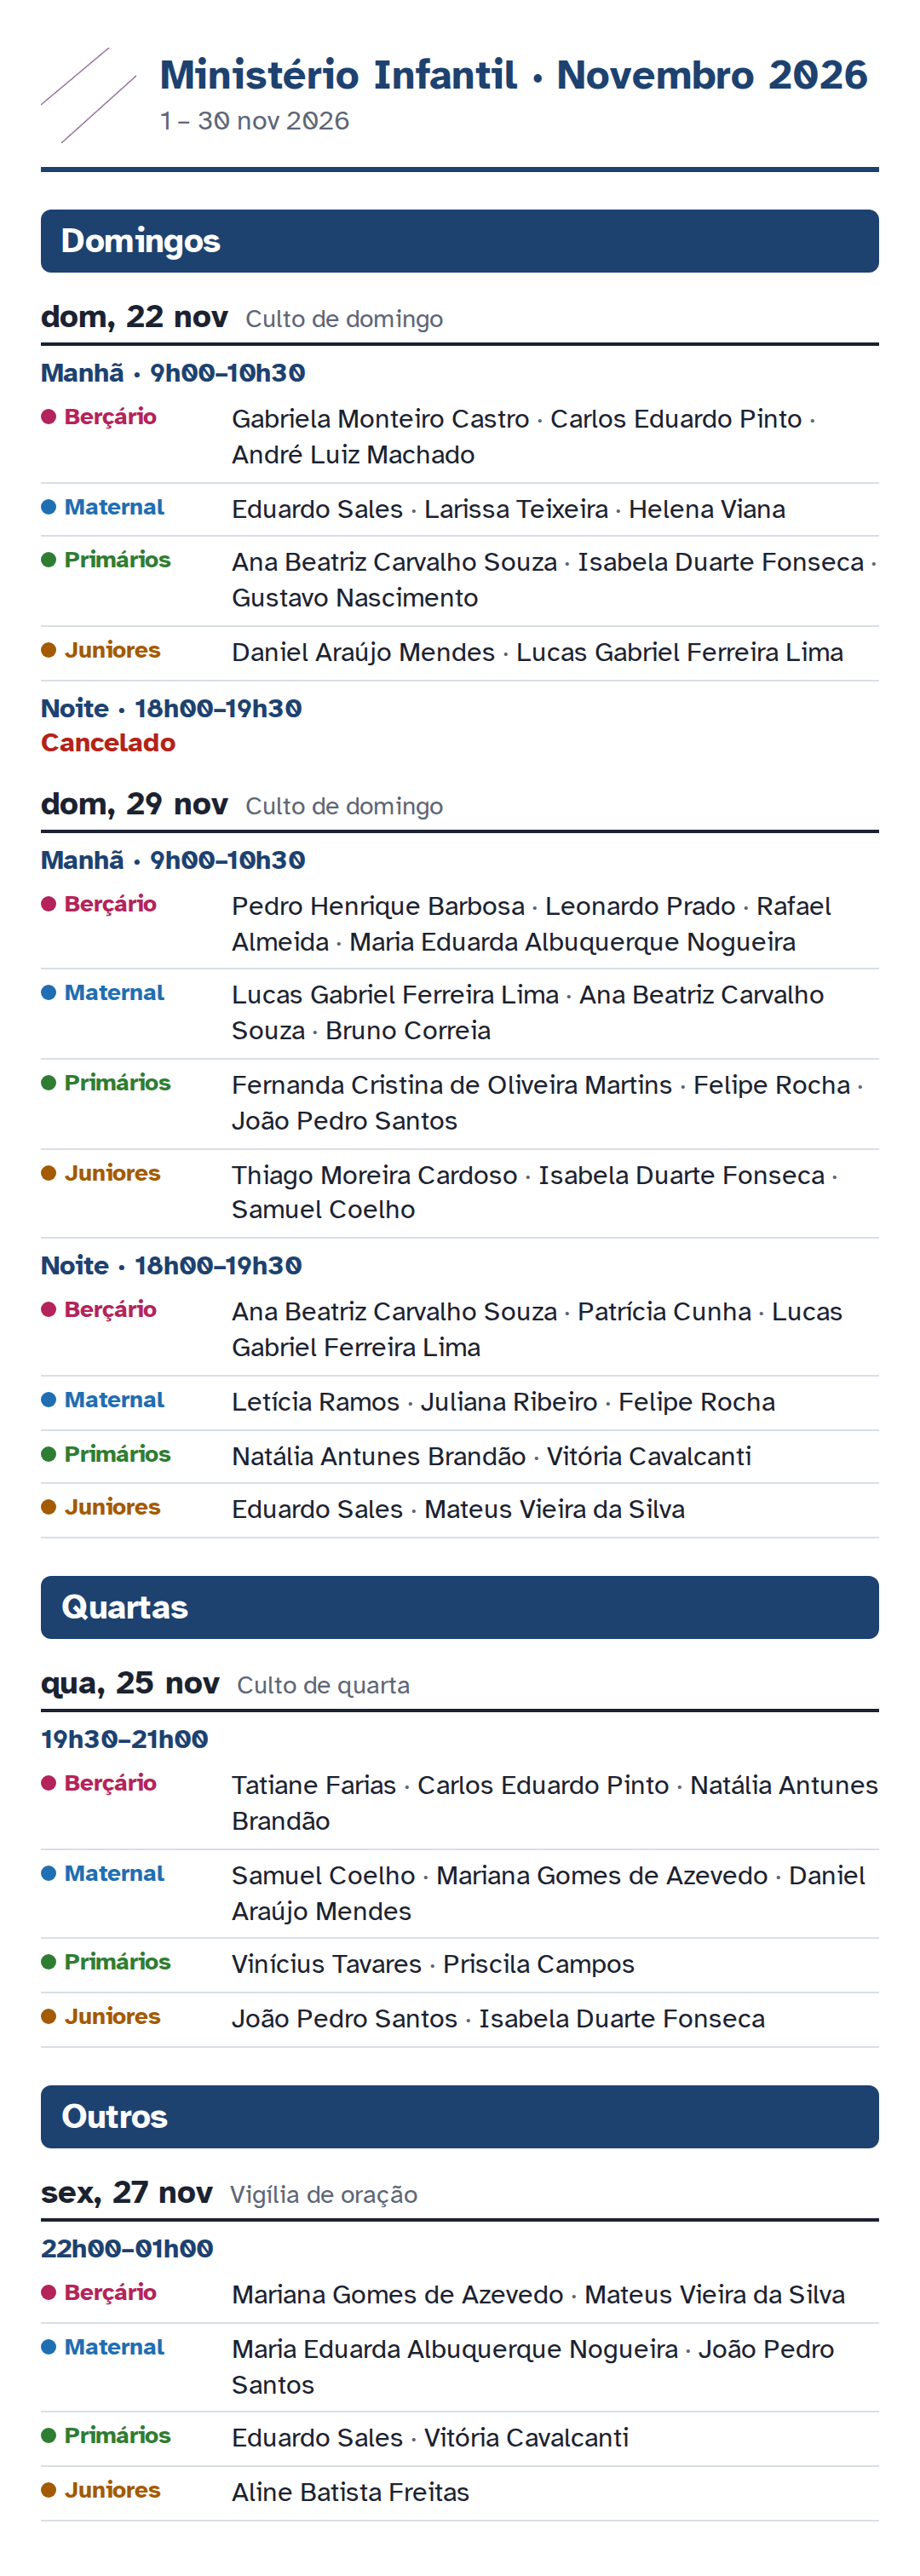 Ministério Infantil · Novembro 2026
1 – 30 nov 2026
Domingos
dom, 22 nov Culto de domingo
Manhã · 9h00–10h30
Berçário Gabriela Monteiro Castro · Carlos Eduardo Pinto ·
André Luiz Machado
Maternal Eduardo Sales · Larissa Teixeira · Helena Viana
Primários Ana Beatriz Carvalho Souza · Isabela Duarte Fonseca ·
Gustavo Nascimento
Juniores Daniel Araújo Mendes · Lucas Gabriel Ferreira Lima
Noite · 18h00–19h30
Cancelado
dom, 29 nov Culto de domingo
Manhã · 9h00–10h30
Berçário Pedro Henrique Barbosa · Leonardo Prado · Rafael
Almeida · Maria Eduarda Albuquerque Nogueira
Maternal Lucas Gabriel Ferreira Lima · Ana Beatriz Carvalho
Souza · Bruno Correia
Primários Fernanda Cristina de Oliveira Martins · Felipe Rocha ·
João Pedro Santos
Juniores Thiago Moreira Cardoso · Isabela Duarte Fonseca ·
Samuel Coelho
Noite · 18h00–19h30
Berçário Ana Beatriz Carvalho Souza · Patrícia Cunha · Lucas
Gabriel Ferreira Lima
Maternal Letícia Ramos · Juliana Ribeiro · Felipe Rocha
Primários Natália Antunes Brandão · Vitória Cavalcanti
Juniores Eduardo Sales · Mateus Vieira da Silva
Quartas
qua, 25 nov Culto de quarta
19h30–21h00
Berçário Tatiane Farias · Carlos Eduardo Pinto · Natália Antunes
Brandão
Maternal Samuel Coelho · Mariana Gomes de Azevedo · Daniel
Araújo Mendes
Primários Vinícius Tavares · Priscila Campos
Juniores João Pedro Santos · Isabela Duarte Fonseca
Outros
sex, 27 nov Vigília de oração
22h00–01h00
Berçário Mariana Gomes de Azevedo · Mateus Vieira da Silva
Maternal Maria Eduarda Albuquerque Nogueira · João Pedro
Santos
Primários Eduardo Sales · Vitória Cavalcanti
Juniores Aline Batista Freitas